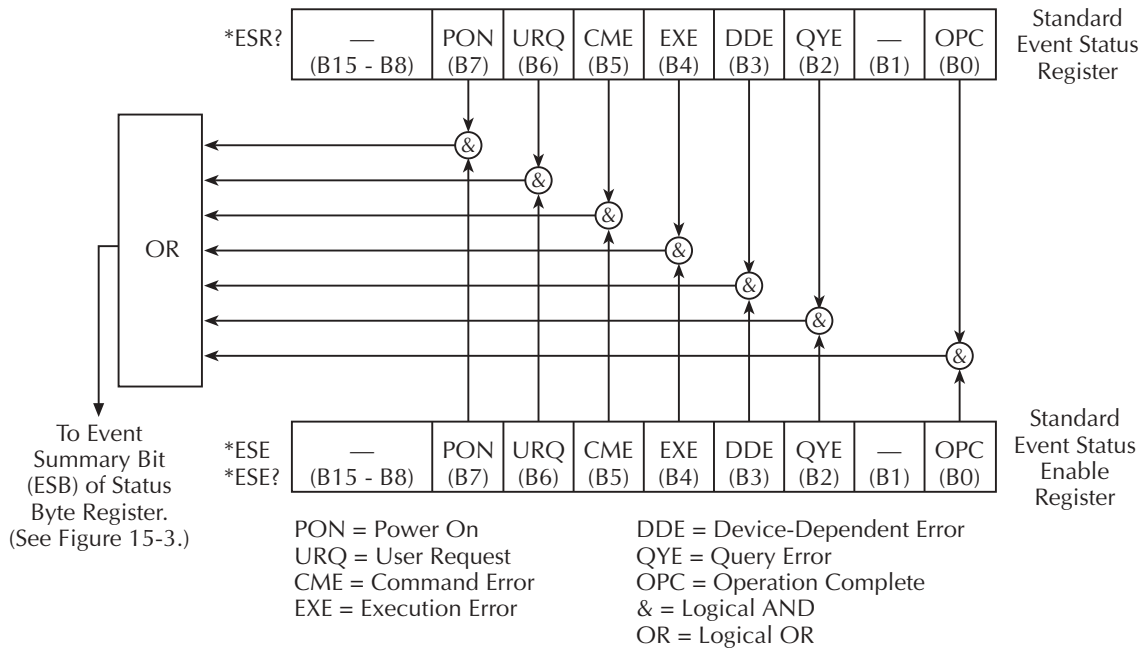 *ESR?
—
(B15 - B8)
PON
(B7)
URQ
(B6)
CME
(B5)
EXE
(B4)
DDE
(B3)
QYE
(B2)
—
(B1)
OPC
(B0)
Standard
Event Status
Register
&
&
&
&
&
&
&
OR
To Event
Summary Bit
(ESB) of Status
Byte Register.
(See Figure 15-3.)
*ESE
*ESE?
—
(B15 - B8)
PON
(B7)
URQ
(B6)
CME
(B5)
EXE
(B4)
DDE
(B3)
QYE
(B2)
—
(B1)
OPC
(B0)
Standard
Event Status
Enable
Register
PON = Power On
URQ = User Request
CME = Command Error
EXE = Execution Error
DDE = Device-Dependent Error
QYE = Query Error
OPC = Operation Complete
& = Logical AND
OR = Logical OR